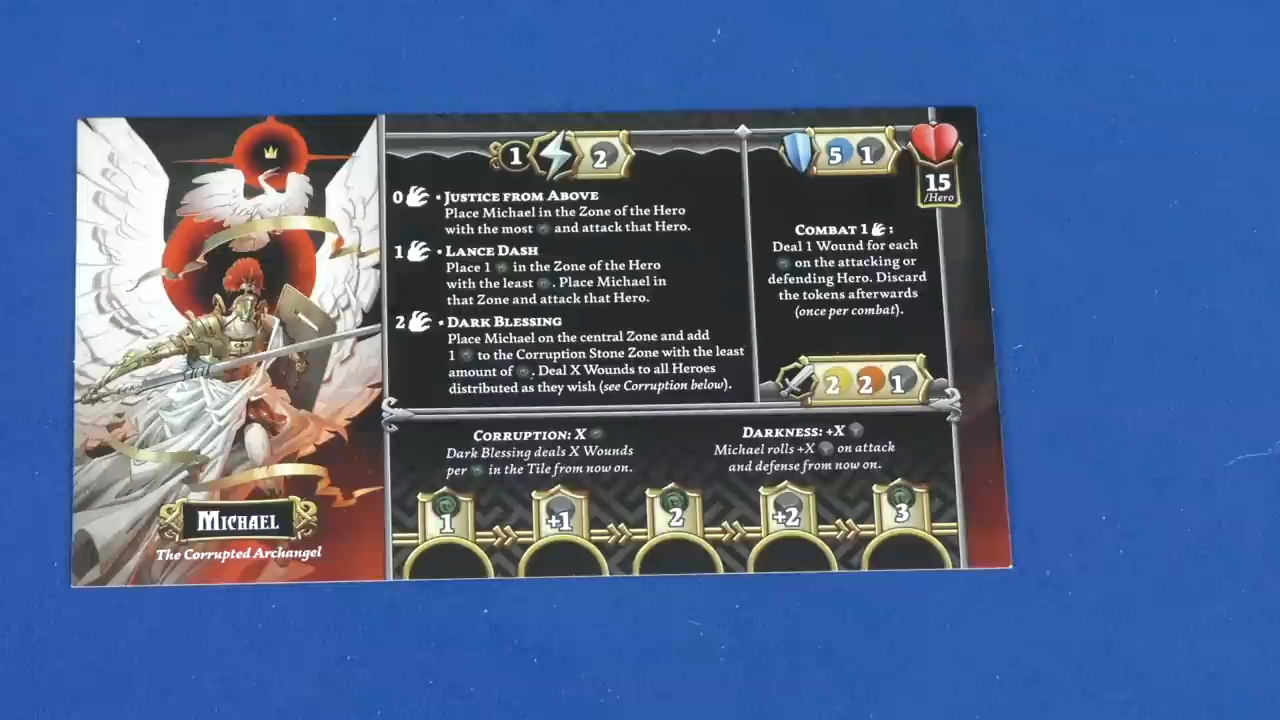 1 2
0 · Justice from Above
Place Michael in the Zone of the Hero
with the most and attack that Hero.
1 · Lance Dash
Place 1 in the Zone of the Hero
with the least . Place Michael in
that Zone and attack that Hero.
2 · Dark Blessing
Place Michael on the central Zone and add
1 to the Corruption Stone Zone with the least
amount of . Deal X Wounds to all Heroes
distributed as they wish (see Corruption below).
5 1
15
/Hero
Combat 1 :
Deal 1 Wound for each
on the attacking or
defending Hero. Discard
the tokens afterwards
(once per combat).
2 2 1
Corruption: X
Dark Blessing deals X Wounds
per in the Tile from now on.
Darkness: +X
Michael rolls +X on attack
and defense from now on.
1 +1 2 +2 3
Michael
The Corrupted Archangel